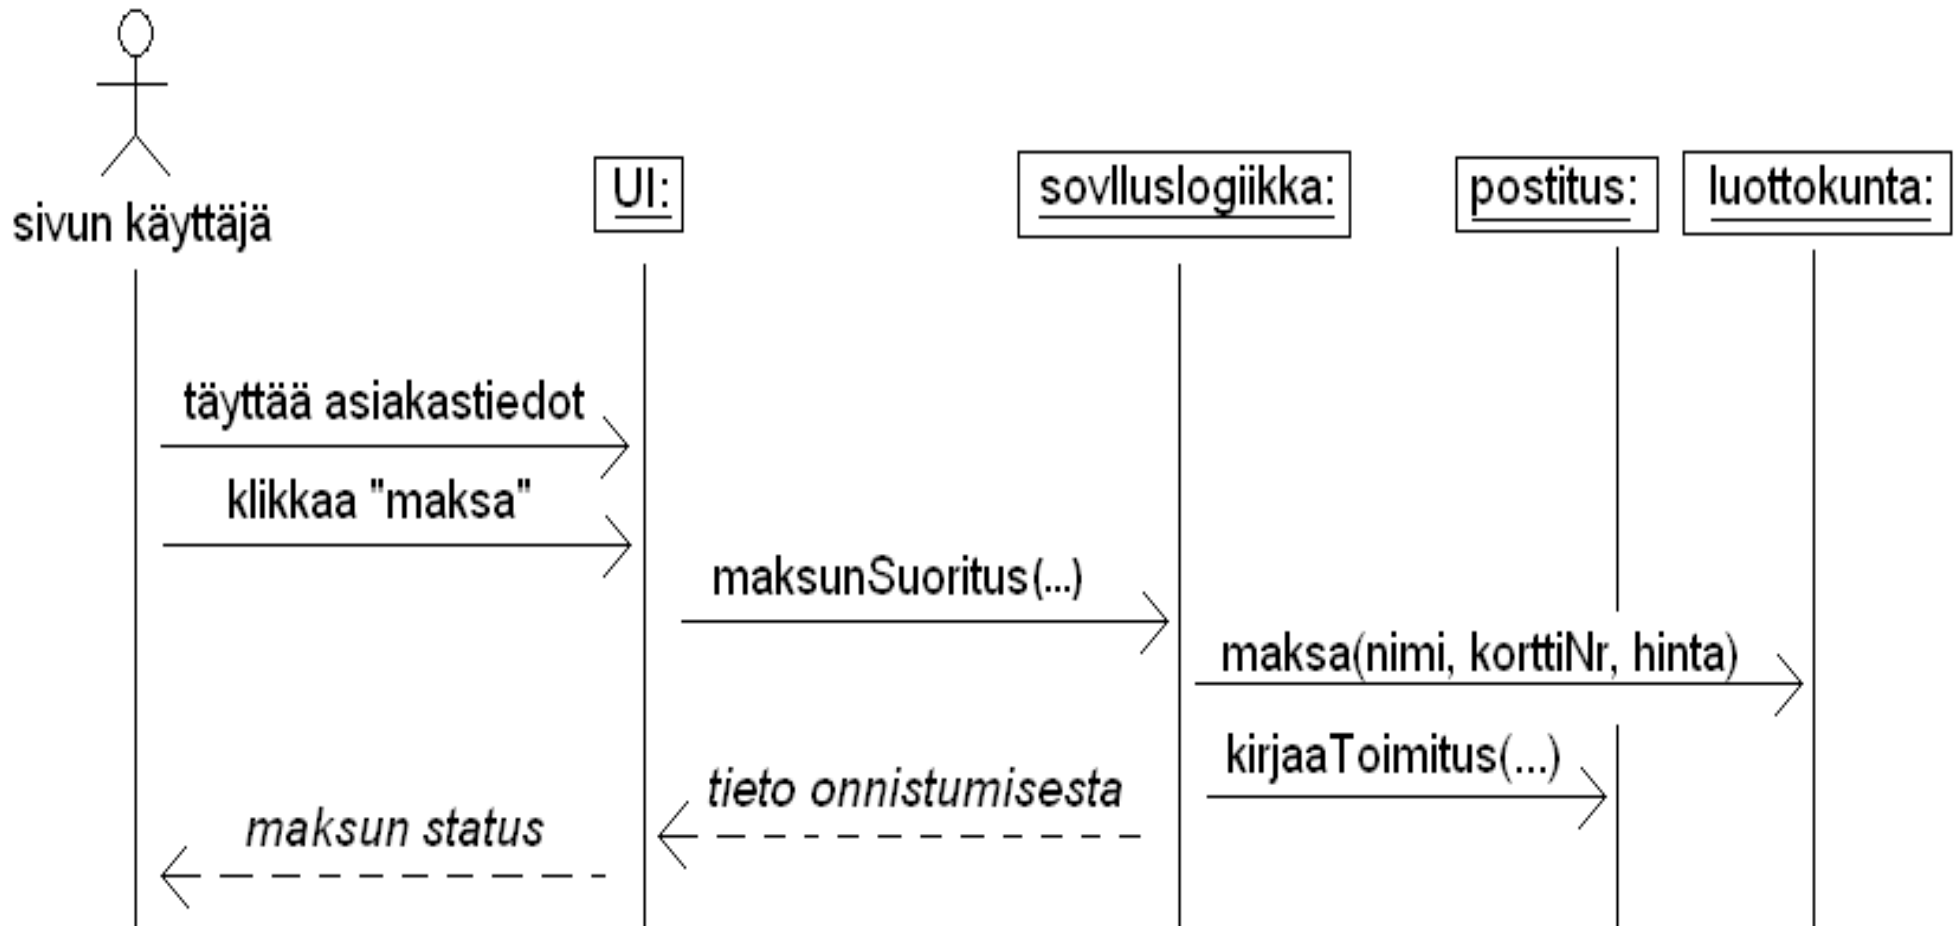 sivun käyttäjä
UI:
sovlluslogiikka:
postitus:
luottokunta:
täyttää asiakastiedot
klikkaa "maksa"
maksunSuoritus(...)
maksa(nimi, korttiNr, hinta)
kirjaaToimitus(...)
tieto onnistumisesta
maksun status